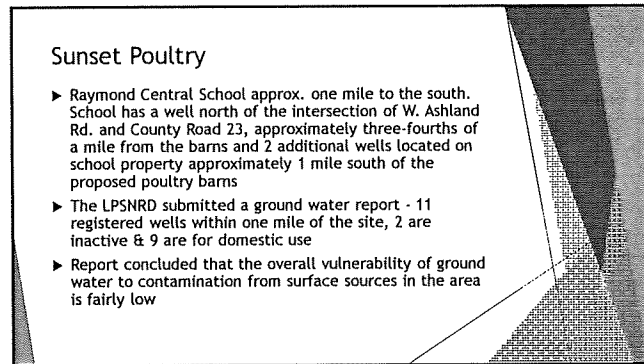 Sunset Poultry
▶ Raymond Central School approx. one mile to the south.
School has a well north of the intersection of W. Ashland
Rd. and County Road 23, approximately three-fourths of
a mile from the barns and 2 additional wells located on
school property approximately 1 mile south of the
proposed poultry barns
▶ The LPSNRD submitted a ground water report - 11
registered wells within one mile of the site, 2 are
inactive & 9 are for domestic use
▶ Report concluded that the overall vulnerability of ground
water to contamination from surface sources in the area
is fairly low